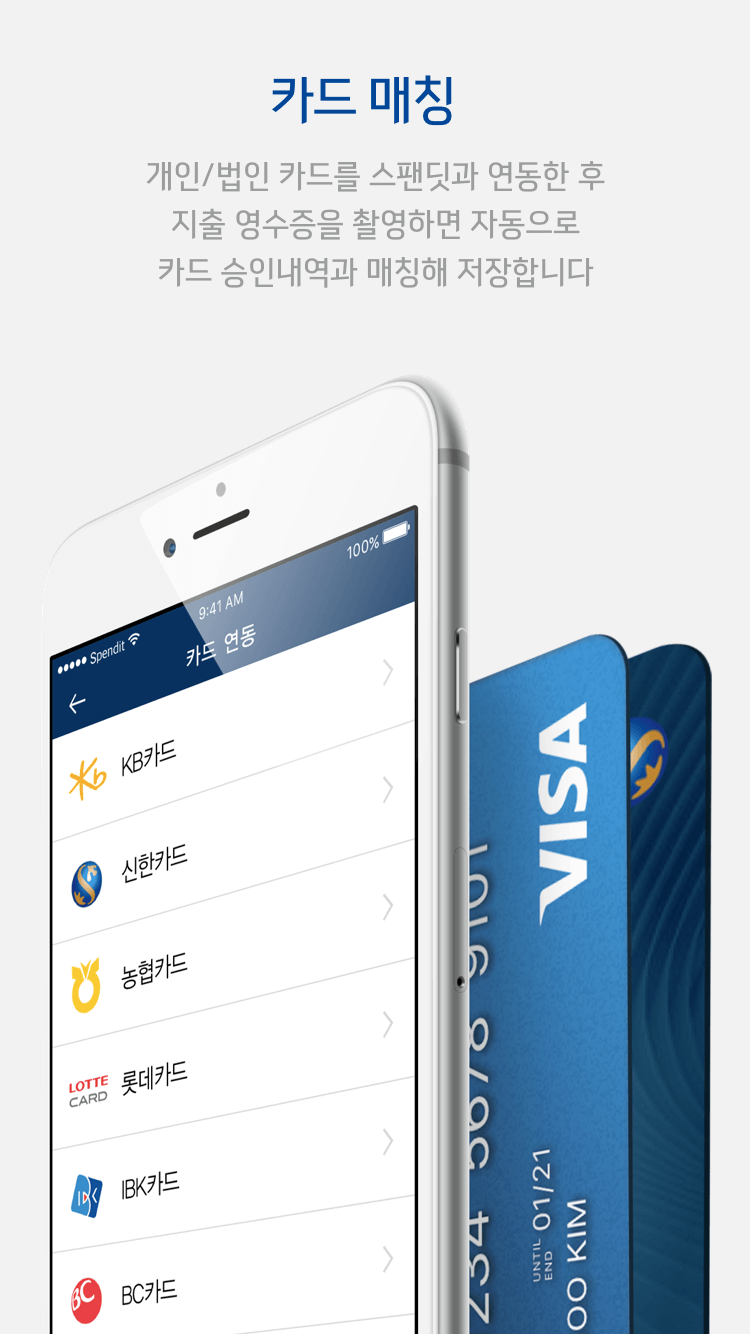 카드 매칭
개인/법인 카드를 스팬딧과 연동한 후
지출 영수증을 촬영하면 자동으로
카드 승인내역과 매칭해 저장합니다
Spendit
9:41 AM
100%
카드 연동
Kb KB카드
신한카드
농협카드
LOTTE
CARD
롯데카드
IBK IBK카드
BC BC카드
VISA
234 5678 9101
UNTIL
END
01/21
OO KIM